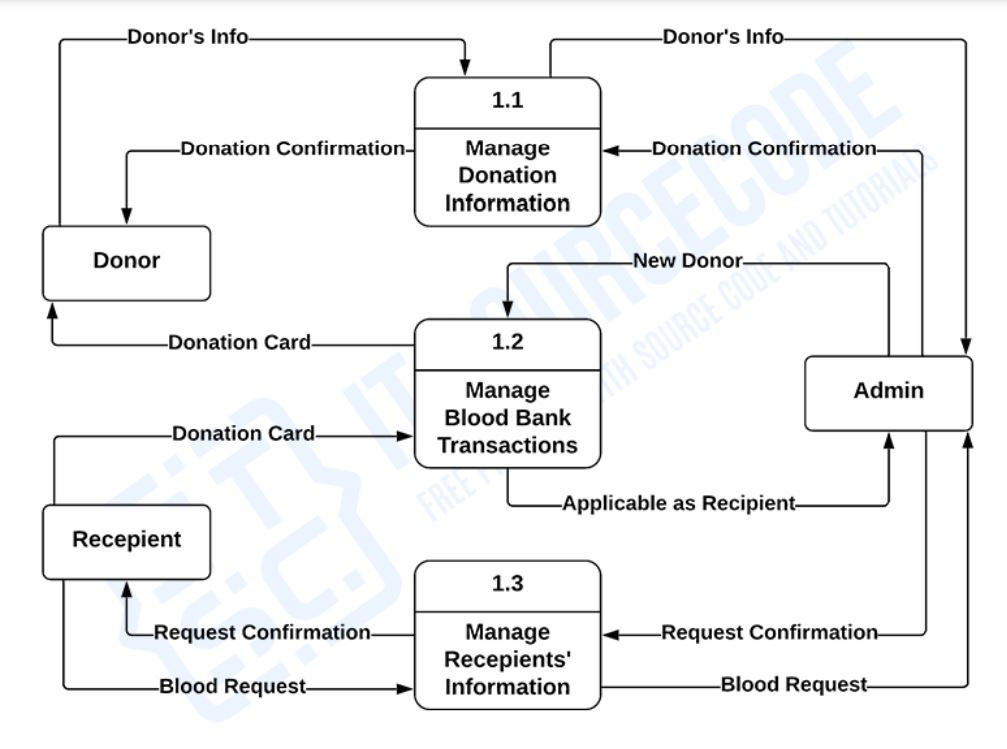 Donor's Info
Donor's Info
1.1
Manage
Donation
Information
Donation Confirmation
Donation Confirmation
Donor
New Donor
Donation Card
1.2
Manage
Blood Bank
Transactions
Admin
Donation Card
Applicable as Recipient
Recepient
1.3
Manage
Recepients'
Information
Request Confirmation
Request Confirmation
Blood Request
Blood Request
IT SOURCECODE